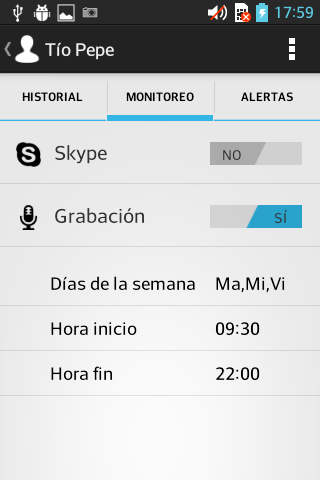 17:59
Tío Pepe
HISTORIAL MONITOREO ALERTAS
Skype NO
Grabación SÍ
Días de la semana Ma,Mi,Vi
Hora inicio 09:30
Hora fin 22:00